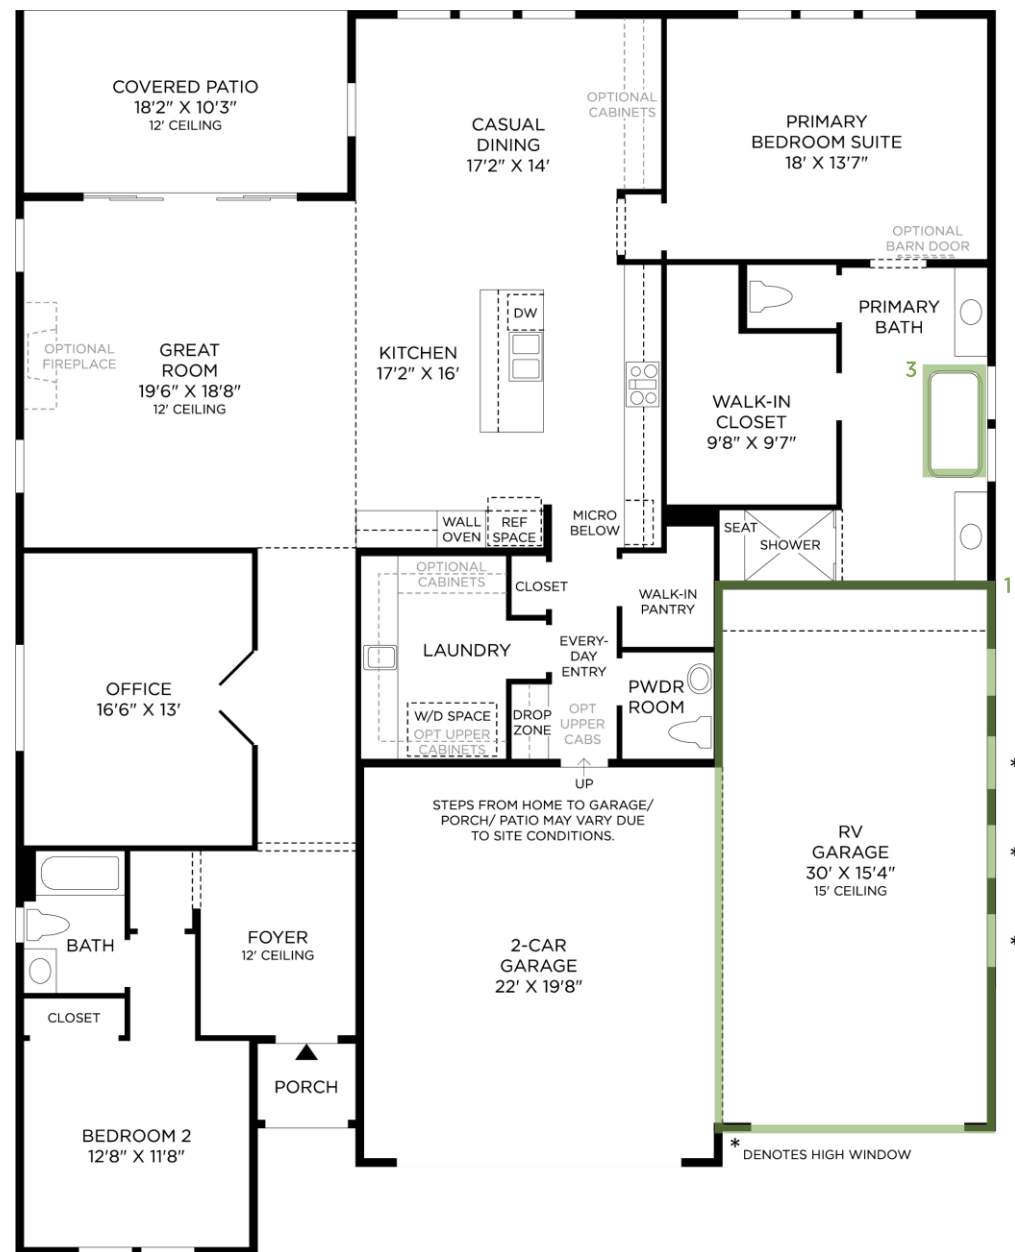 COVERED PATIO
18'2" X 10'3"
12' CEILING
CASUAL
DINING
17'2" X 14'
OPTIONAL
CABINETS
PRIMARY
BEDROOM SUITE
18' X 13'7"
OPTIONAL
BARN DOOR
OPTIONAL
FIREPLACE
GREAT
ROOM
19'6" X 18'8"
12' CEILING
KITCHEN
17'2" X 16'
DW
PRIMARY
BATH
3
WALK-IN
CLOSET
9'8" X 9'7"
WALL
OVEN
REF
SPACE
MICRO
BELOW
SEAT
SHOWER
1
OPTIONAL
CABINETS
CLOSET
WALK-IN
PANTRY
LAUNDRY
EVERY-
DAY
ENTRY
OFFICE
16'6" X 13'
W/D SPACE
OPT UPPER
CABINETS
DROP
ZONE
OPT
UPPER
CABS
PWDR
ROOM
UP
STEPS FROM HOME TO GARAGE/
PORCH/ PATIO MAY VARY DUE
TO SITE CONDITIONS.
*
*
*
RV
GARAGE
30' X 15'4"
15' CEILING
BATH
FOYER
12' CEILING
2-CAR
GARAGE
22' X 19'8"
CLOSET
PORCH
BEDROOM 2
12'8" X 11'8"
* DENOTES HIGH WINDOW